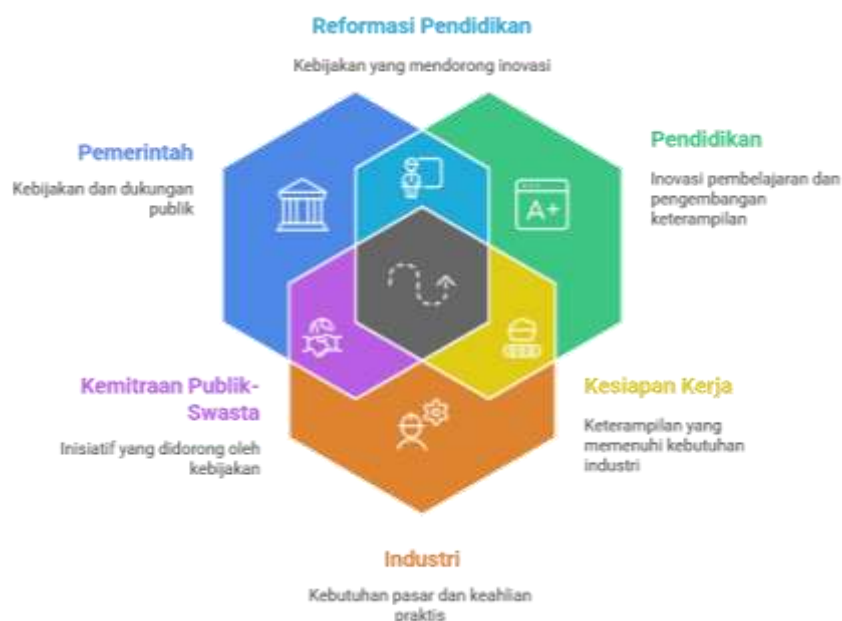 Reformasi Pendidikan
Kebijakan yang mendorong inovasi
Pemerintah
Kebijakan dan dukungan
publik
Pendidikan
Inovasi pembelajaran dan
pengembangan
keterampilan
A+
Kemitraan Publik-
Swasta
Inisiatif yang didorong oleh
kebijakan
Kesiapan Kerja
Keterampilan yang
memenuhi kebutuhan
industri
Industri
Kebutuhan pasar dan keahlian
praktis